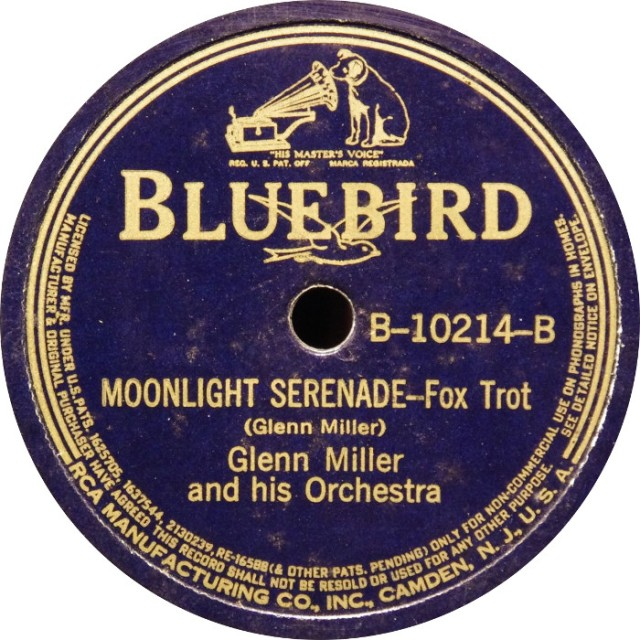 "HIS MASTER'S VOICE"
REG. U. S. PAT. OFF MARCA REGISTRADA
BLUEBIRD
B-10214-B
MOONLIGHT SERENADE—Fox Trot
(Glenn Miller)
Glenn Miller
and his Orchestra
LICENSED BY MFR. UNDER U.S.PATS. 1625705, 1637544, 2130239, RE-16588 (& OTHER PATS. PENDING) ONLY FOR NON-COMMERCIAL USE ON PHONOGRAPHS IN HOMES.
MANUFACTURER & ORIGINAL PURCHASER HAVE AGREED THIS RECORD SHALL NOT BE RESOLD OR USED FOR ANY OTHER PURPOSE. SEE DETAILED NOTICE ON ENVELOPE.
RCA MANUFACTURING CO., INC., CAMDEN, N. J., U. S. A.